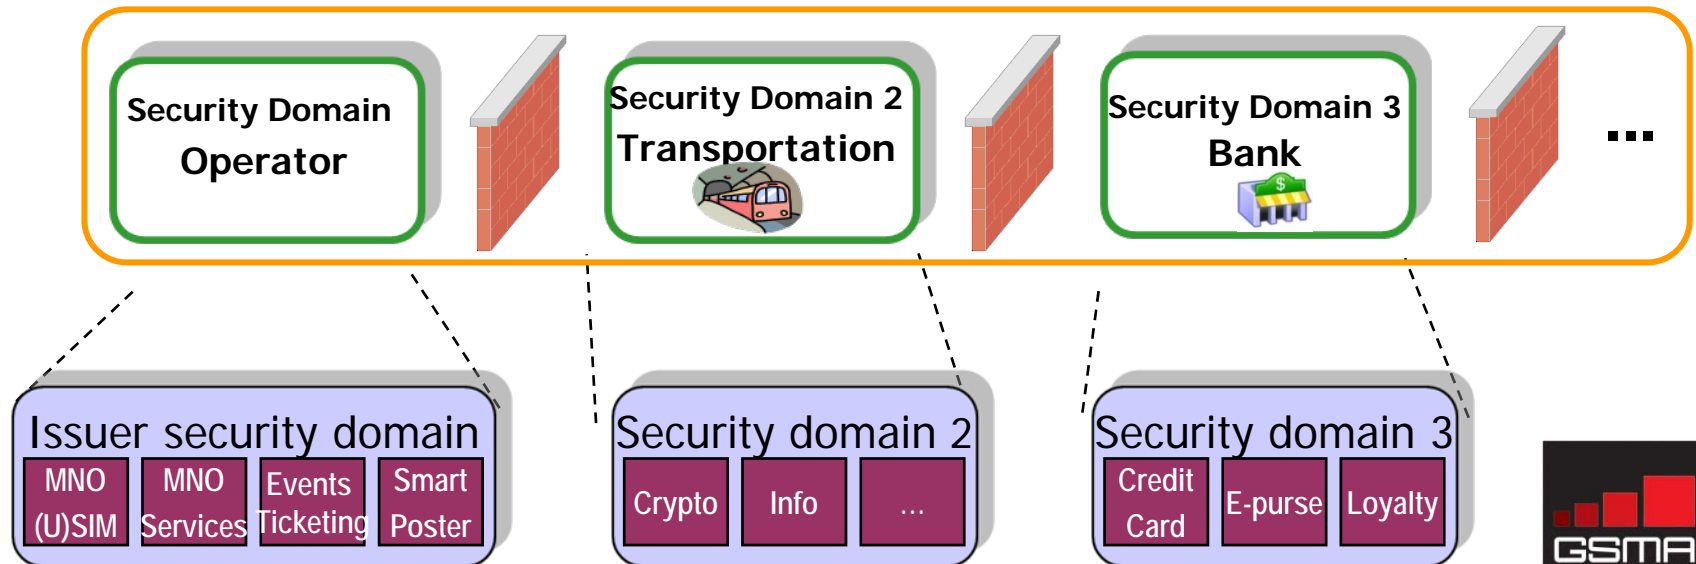 Security Domain
Operator
Security Domain 2
Transportation
Security Domain 3
Bank
$
...
Issuer security domain
MNO
(U)SIM
MNO
Services
Events
Ticketing
Smart
Poster
Security domain 2
Crypto
Info
...
Security domain 3
Credit
Card
E-purse
Loyalty
GSMA